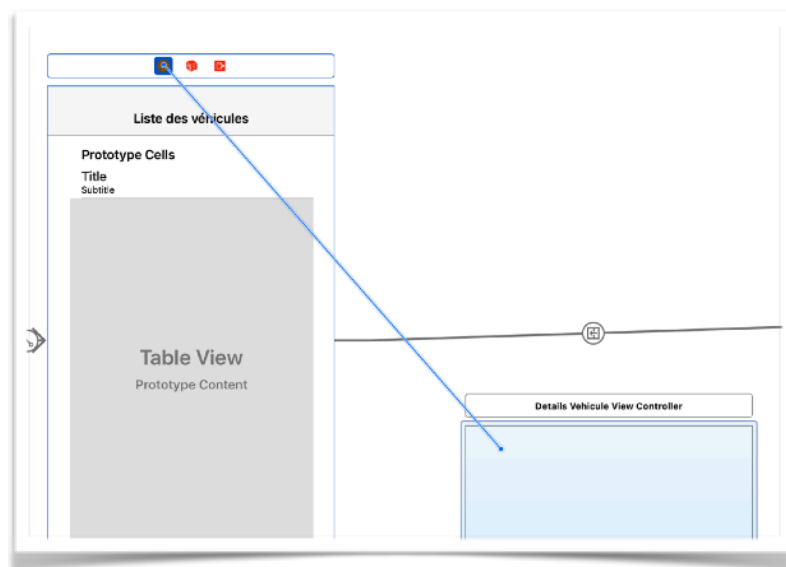 Liste des véhicules
Prototype Cells
Title
Subtitle
Table View
Prototype Content
Details Vehicule View Controller